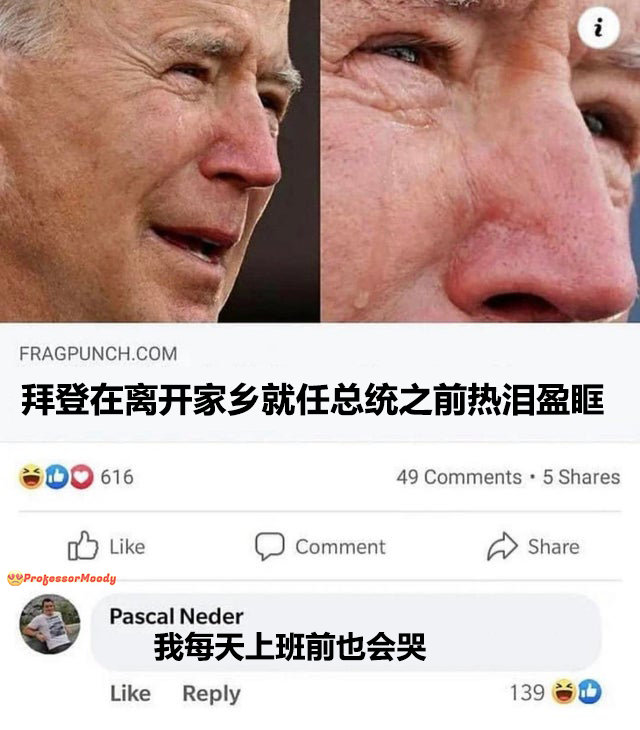 FRAGPUNCH.COM
拜登在离开家乡就任总统之前热泪盈眶
616
49 Comments • 5 Shares
Like Comment Share
ProfessorMoody
Pascal Neder
我每天上班前也会哭
Like Reply 139